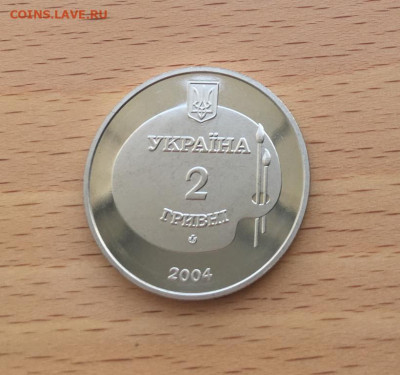 COINS.LAVE.RU
УКРАЇНА
2
ГРИВНІ
2004